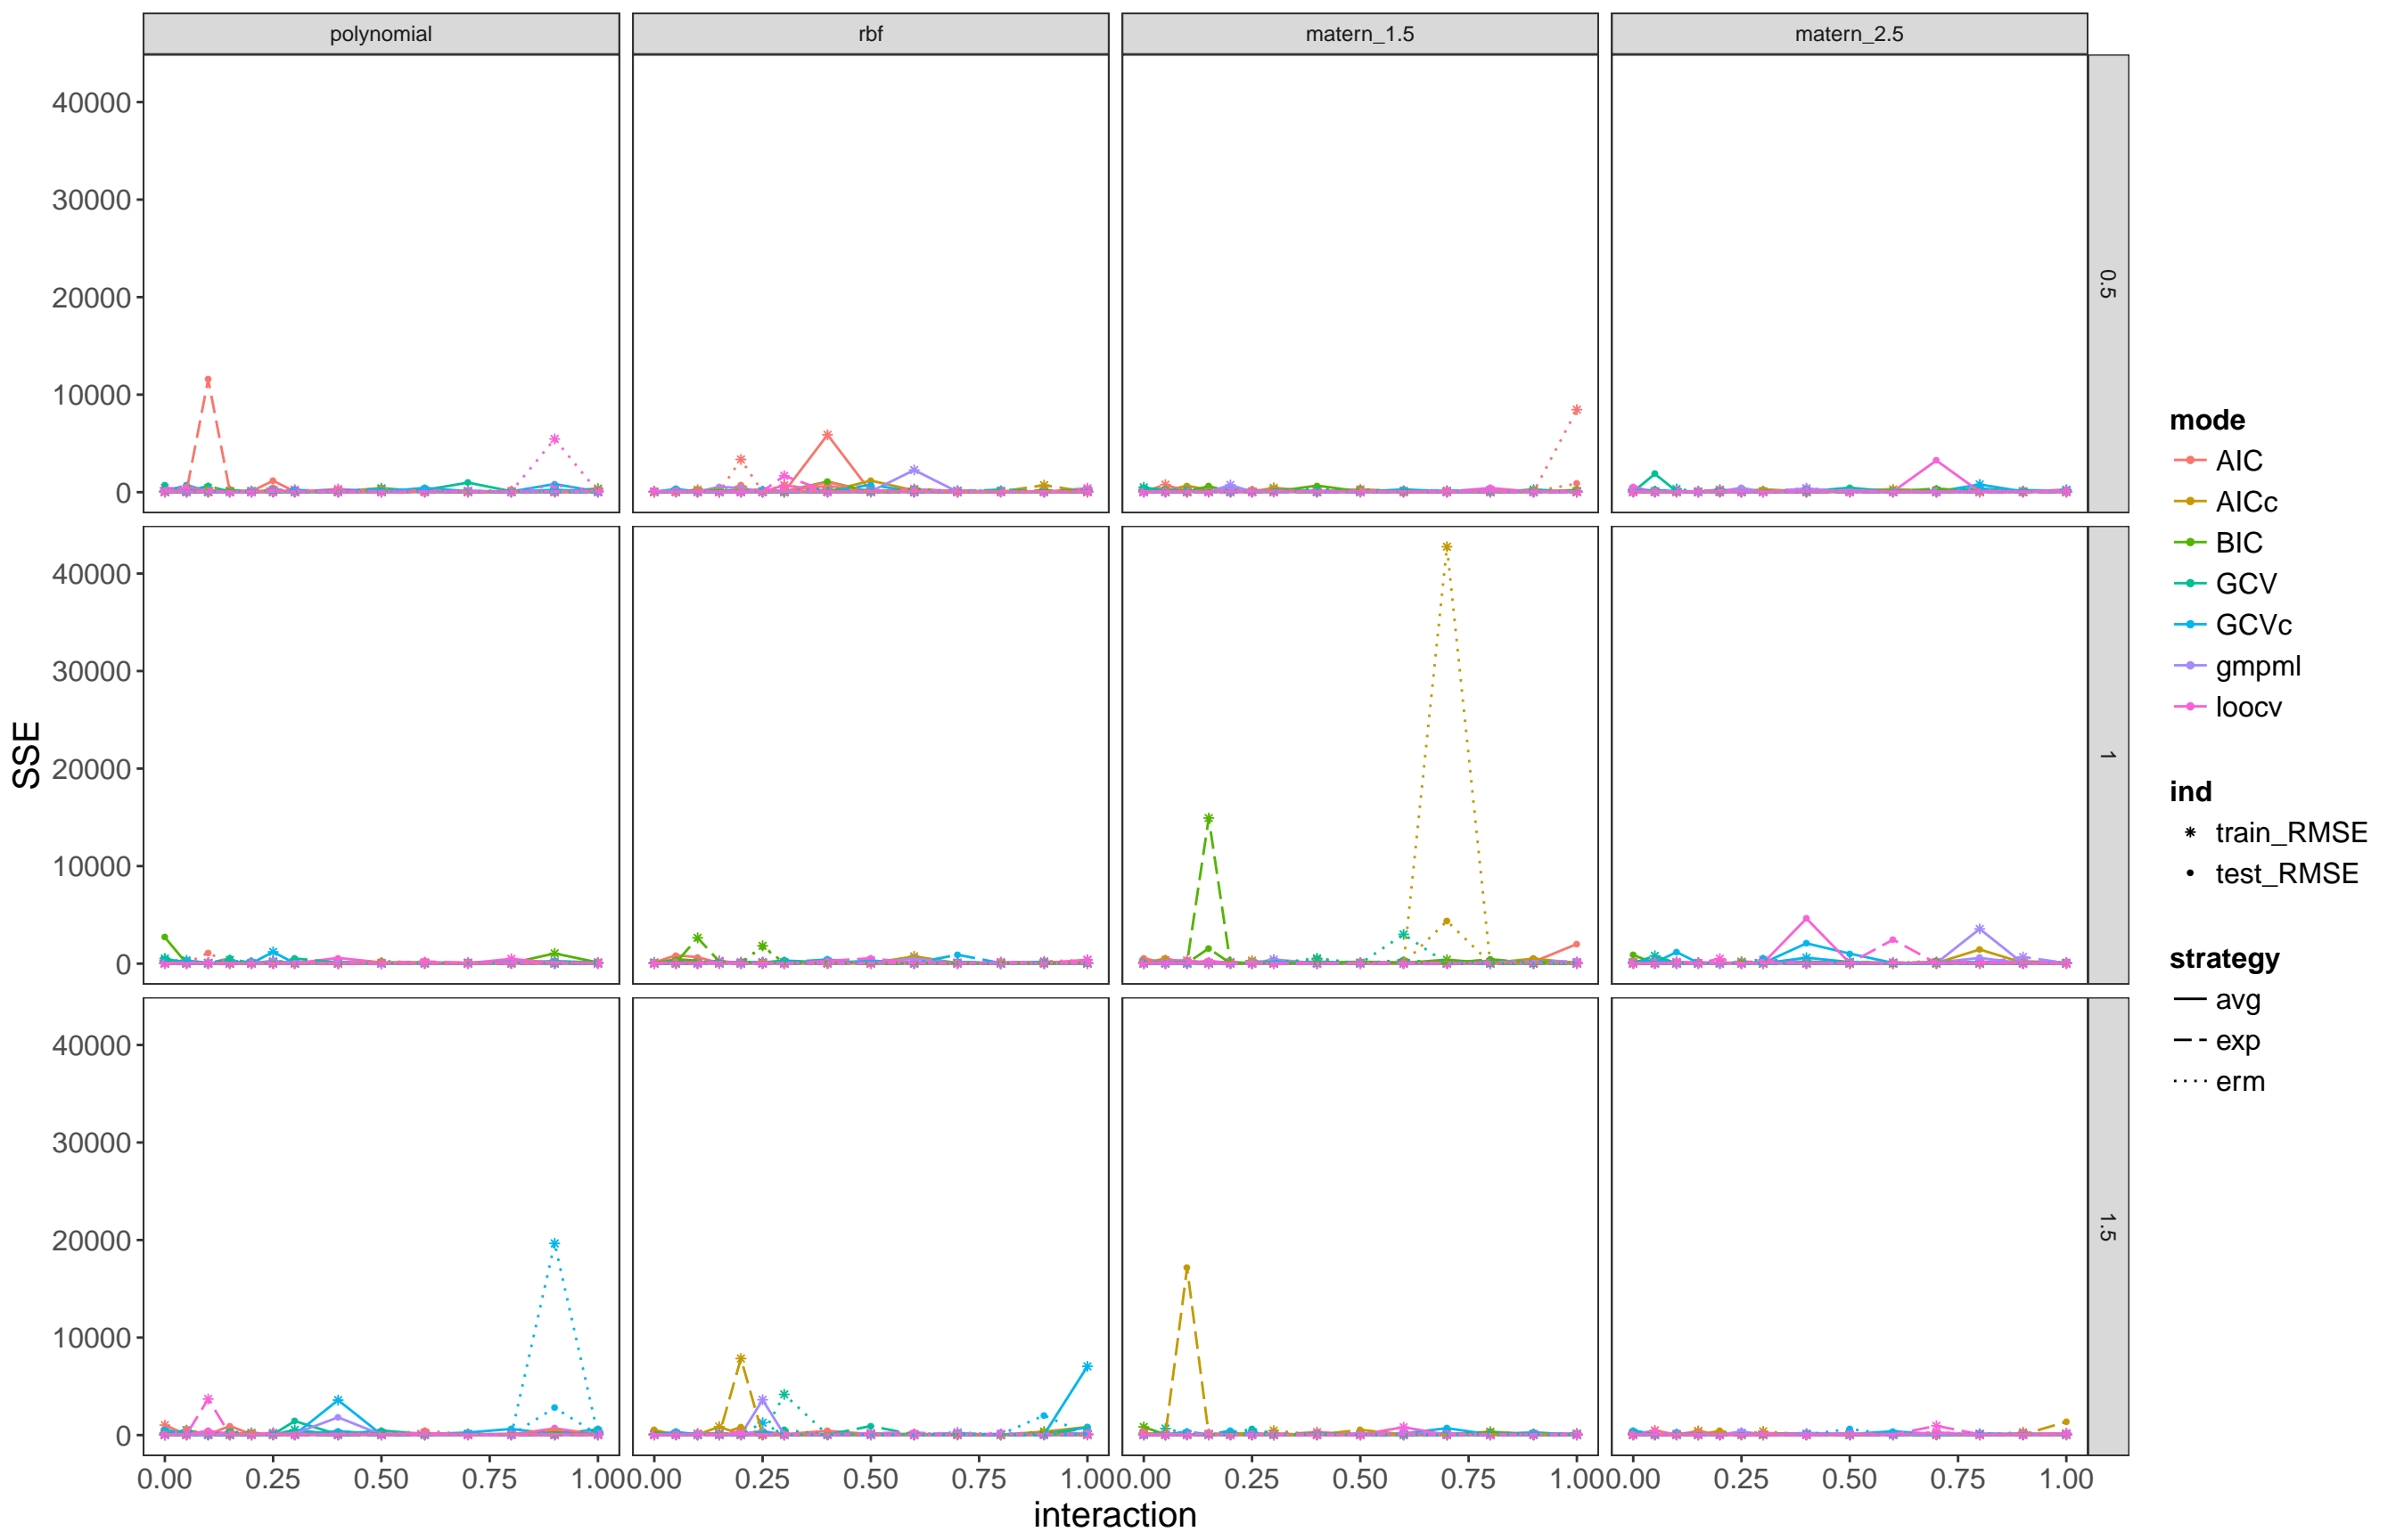 polynomial rbf matern_1.5 matern_2.5
40000
30000
20000
10000
0
0.5
40000
30000
20000
10000
0
1
40000
30000
20000
10000
0
1.5
0.00 0.25 0.50 0.75 1.00 0.00 0.25 0.50 0.75 1.00 0.00 0.25 0.50 0.75 1.00 0.00 0.25 0.50 0.75 1.00
interaction
SSE
mode
AIC
AICc
BIC
GCV
GCVc
gmpml
loocv
ind
train_RMSE
test_RMSE
strategy
avg
exp
erm